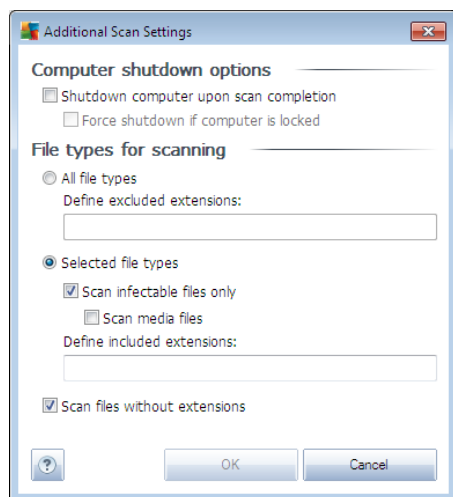 Additional Scan Settings
Computer shutdown options
Shutdown computer upon scan completion
Force shutdown if computer is locked
File types for scanning
All file types
Define excluded extensions:
Selected file types
Scan infectable files only
Scan media files
Define included extensions:
Scan files without extensions
? OK Cancel